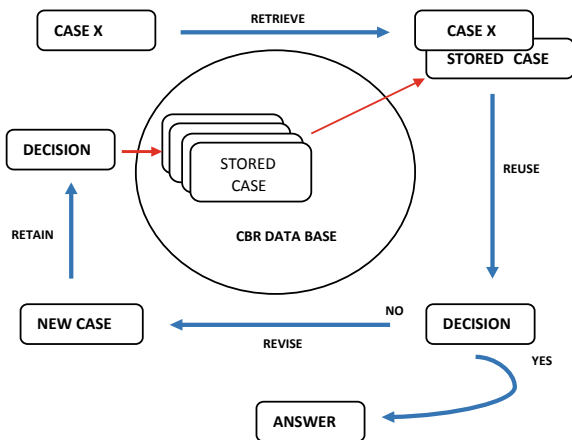 RETRIEVE
CASE X
CASE X
STORED CASE
DECISION
STORED
CASE
REUSE
RETAIN
CBR DATA BASE
NEW CASE
NO
DECISION
REVISE
YES
ANSWER